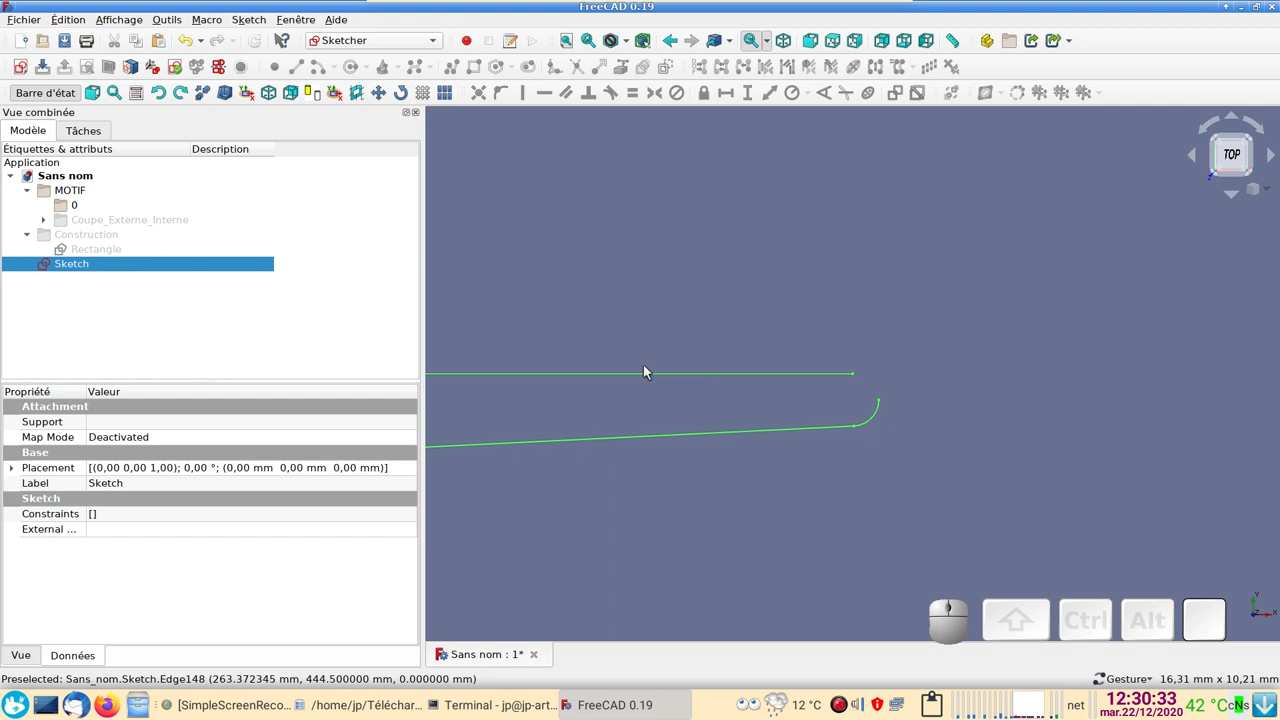 FreeCAD 0.19
Fichier Édition Affichage Outils Macro Sketch Fenêtre Aide
Sketcher
Barre d'état
Vue combinée
Modèle Tâches
Étiquettes & attributs Description
Application
Sans nom
MOTIF
0
Coupe_Externe_Interne
Construction
Rectangle
Sketch
TOP
Propriété Valeur
Attachment
Support
Map Mode Deactivated
Base
Placement [(0,00 0,00 1,00); 0,00 °; (0,00 mm 0,00 mm 0,00 mm)]
Label Sketch
Sketch
Constraints []
External ...
Ctrl Alt
Vue Données
Sans nom : 1*
Preselected: Sans_nom.Sketch.Edge148 (263.372345 mm, 444.500000 mm, 0.000000 mm)
Gesture 16,31 mm x 10,21 mm
[SimpleScreenReco... /home/jp/Téléchar... Terminal - jp@jp-art... FreeCAD 0.19
12 °C
net
12:30:33
mar.22/12/2020
42 °C